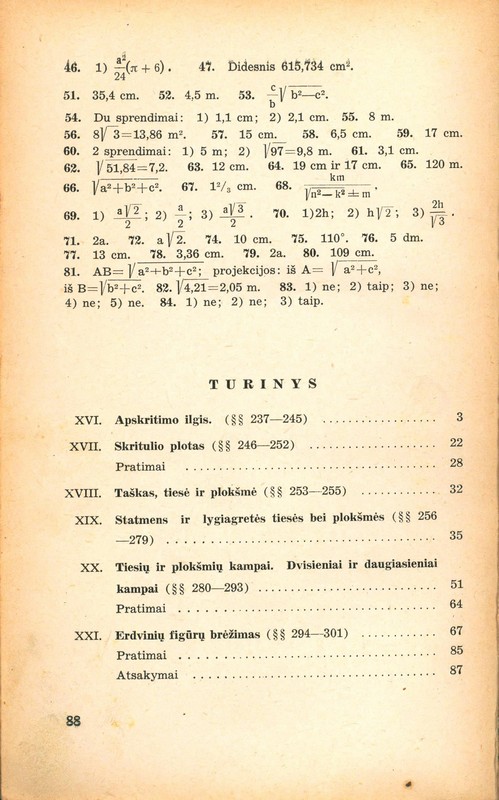 46. 1) a²/24 (π + 6). 47. Didesnis 615,734 cm².
51. 35,4 cm. 52. 4,5 m. 53. c/b √b²—c².
54. Du sprendimai: 1) 1,1 cm; 2) 2,1 cm. 55. 8 m.
56. 8√3=13,86 m². 57. 15 cm. 58. 6,5 cm. 59. 17 cm.
60. 2 sprendimai: 1) 5 m; 2) √97=9,8 m. 61. 3,1 cm.
62. √51,84=7,2. 63. 12 cm. 64. 19 cm ir 17 cm. 65. 120 m.
66. √a²+b²+c². 67. 1²/₃ cm. 68. km/√n²—k²±m.
69. 1) a√2/2; 2) a/2; 3) a√3/2. 70. 1)2h; 2) h√2; 3) 2h/√3.
71. 2a. 72. a√2. 74. 10 cm. 75. 110°. 76. 5 dm.
77. 13 cm. 78. 3,36 cm. 79. 2a. 80. 109 cm.
81. AB=√a²+b²+c²; projekcijos: iš A= √a²+c²,
iš B=√b²+c². 82. √4,21=2,05 m. 83. 1) ne; 2) taip; 3) ne;
4) ne; 5) ne. 84. 1) ne; 2) ne; 3) taip.
TURINYS
XVI. Apskritimo ilgis. (§§ 237—245) .................. 3
XVII. Skritulio plotas (§§ 246—252) .................... 22
Pratimai ........................................ 28
XVIII. Taškas, tiesė ir plokšmė (§§ 253—255) ............ 32
XIX. Statmens ir lygiagretės tiesės bei plokšmės (§§ 256
—279) .......................................... 35
XX. Tiesių ir plokšmių kampai. Dvisieniai ir daugiasieniai
kampai (§§ 280—293) ............................ 51
Pratimai ........................................ 64
XXI. Erdvinių figūrų brėžimas (§§ 294—301) ............ 67
Pratimai ........................................ 85
Atsakymai ...................................... 87
88